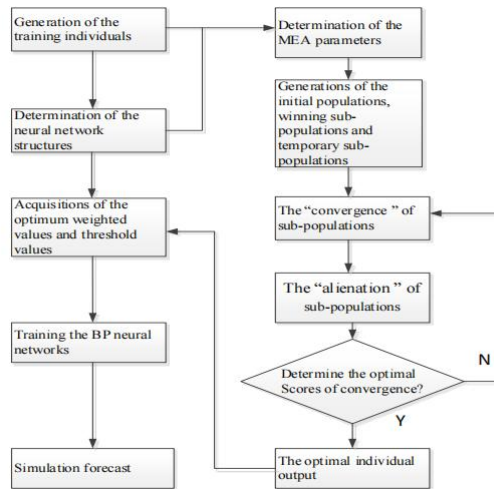 Generation of the
training individuals
Determination of the
neural network
structures
Acquisitions of the
optimum weighted
values and threshold
values
Training the BP neural
networks
Simulation forecast
Determination of the
MEA parameters
Generations of the
initial populations,
winning sub-
populations and
temporary sub-
populations
The “convergence ” of
sub-populations
The “alienation ” of
sub-populations
Determine the optimal
Scores of convergence?
N
Y
The optimal individual
output